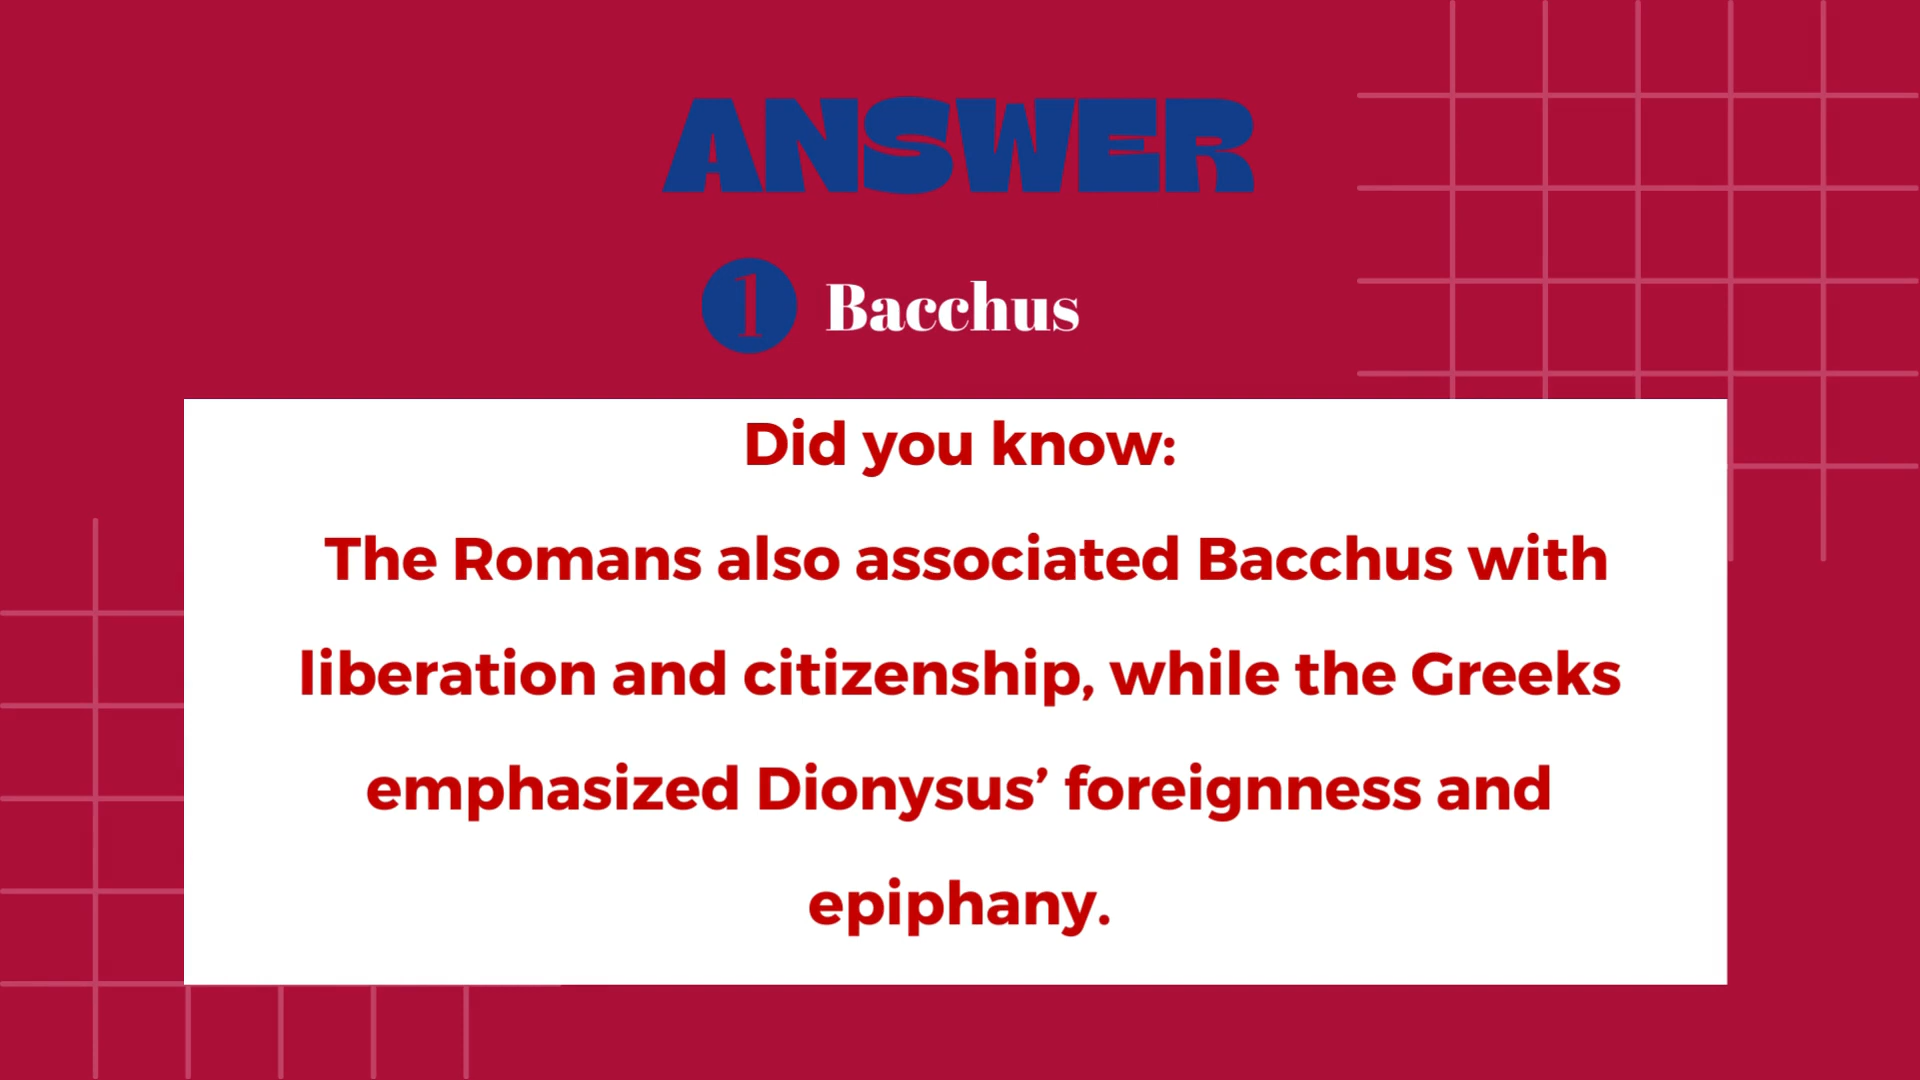 ANSWER
1 Bacchus
Did you know:
The Romans also associated Bacchus with
liberation and citizenship, while the Greeks
emphasized Dionysus’ foreignness and
epiphany.